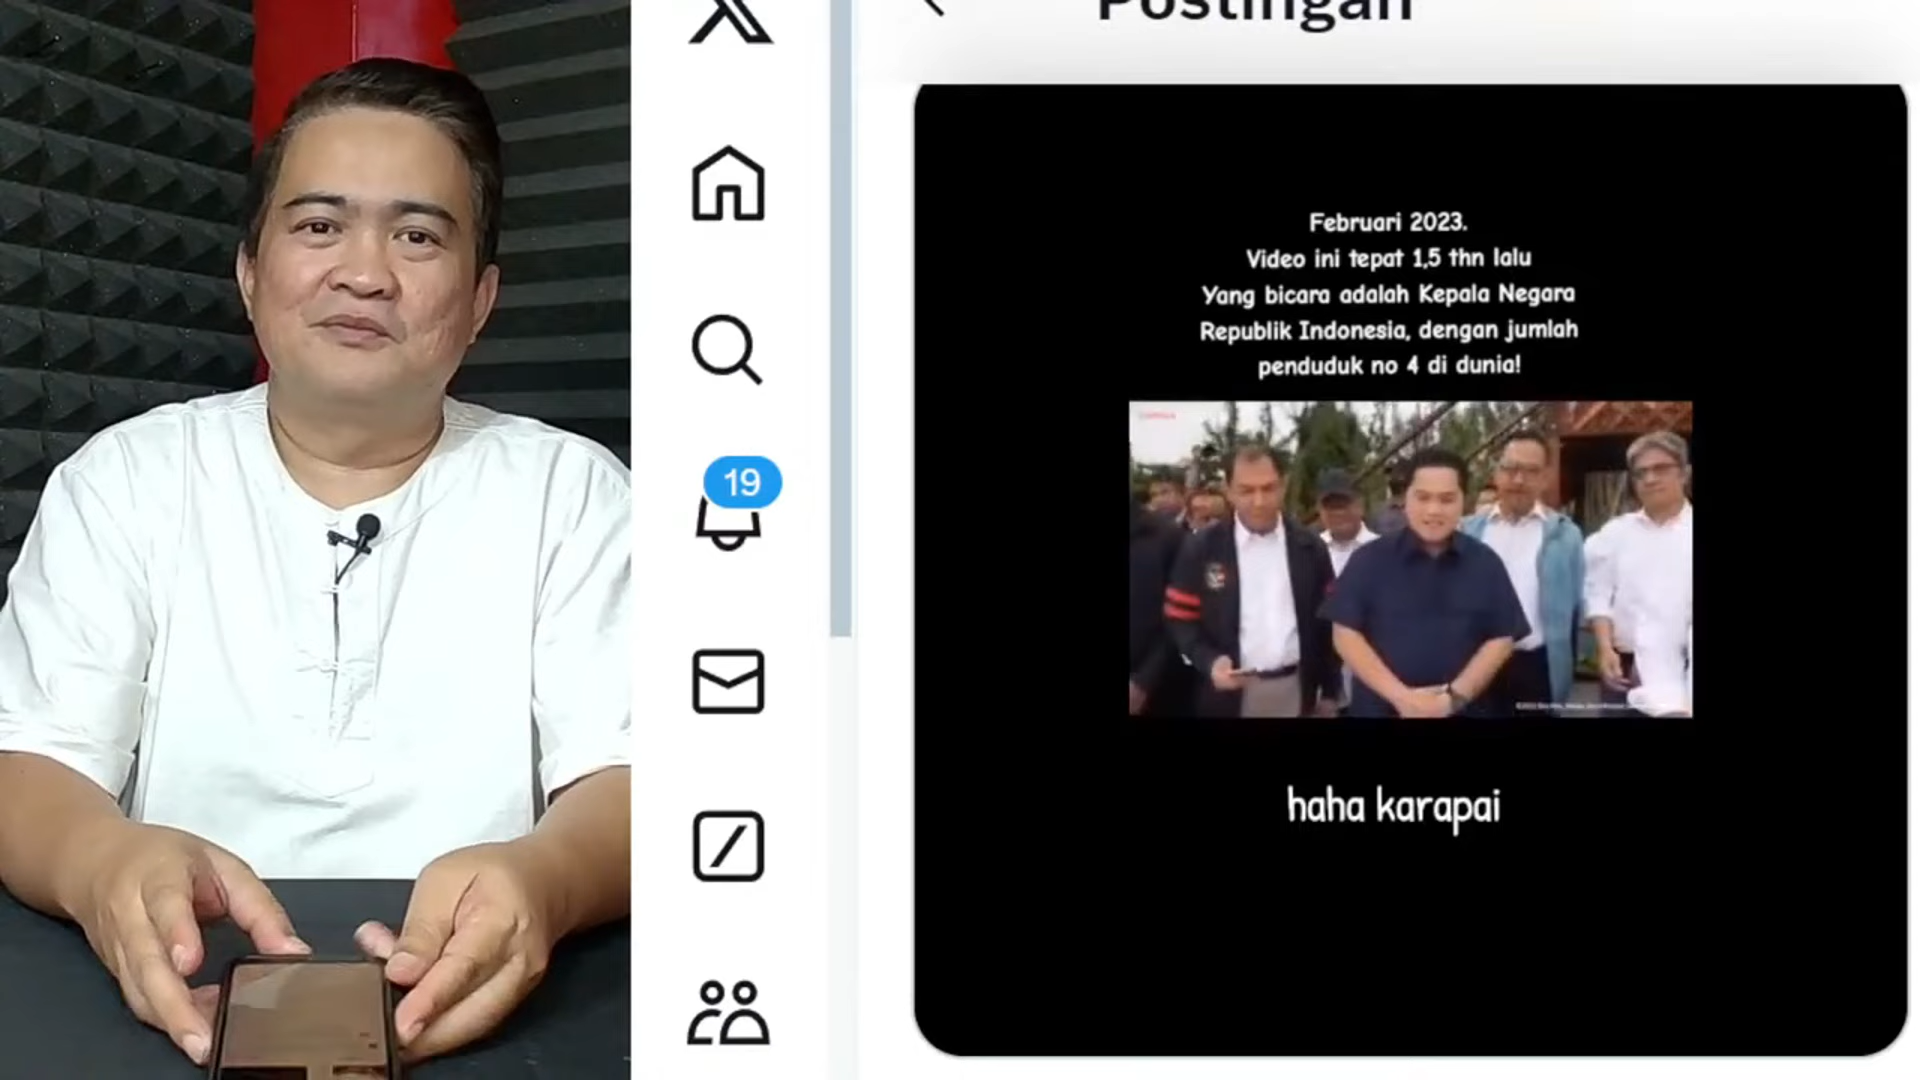 Postingan
19
Februari 2023.
Video ini tepat 1,5 thn lalu
Yang bicara adalah Kepala Negara
Republik Indonesia, dengan jumlah
penduduk no 4 di dunia!
haha karapai